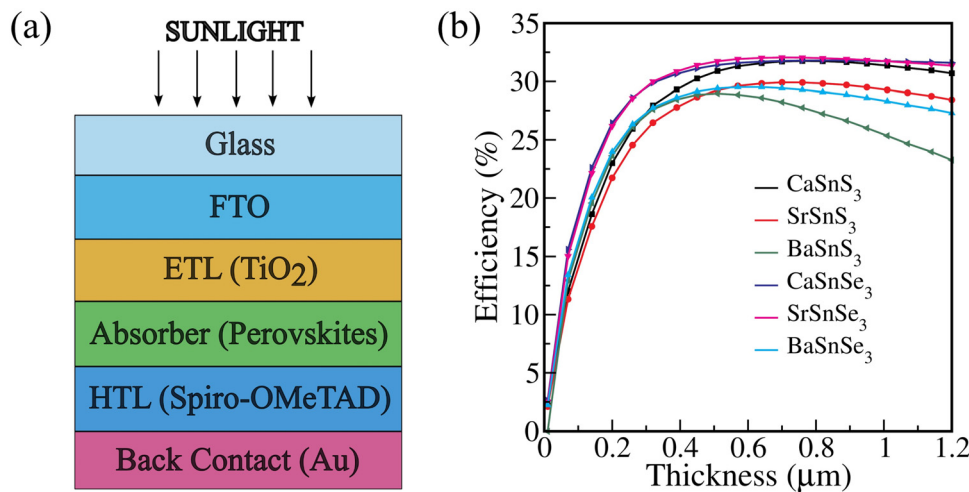 (a)
SUNLIGHT
Glass
FTO
ETL (TiO2)
Absorber (Perovskites)
HTL (Spiro-OMeTAD)
Back Contact (Au)
(b)
Efficiency (%)
35
30
25
20
15
10
5
0
0
0.2
0.4
0.6
0.8
1
1.2
Thickness (μm)
CaSnS3
SrSnS3
BaSnS3
CaSnSe3
SrSnSe3
BaSnSe3